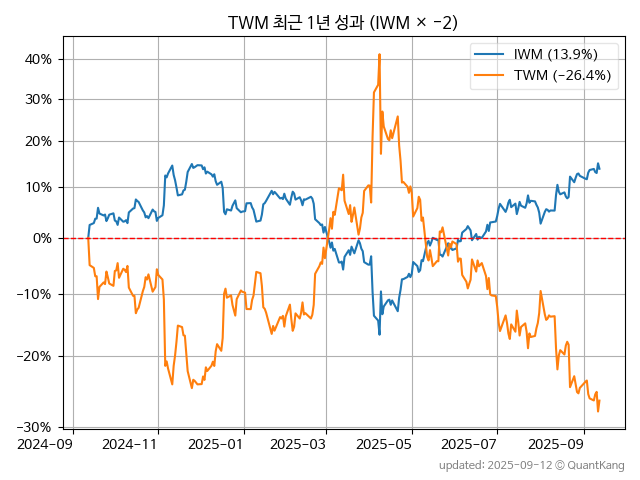 TWM 최근 1년 성과 (IWM × −2)
IWM (13.9%)
TWM (−26.4%)
40%
30%
20%
10%
0%
−10%
−20%
−30%
2024−09 2024−11 2025−01 2025−03 2025−05 2025−07 2025−09
updated: 2025-09-12 © QuantKang